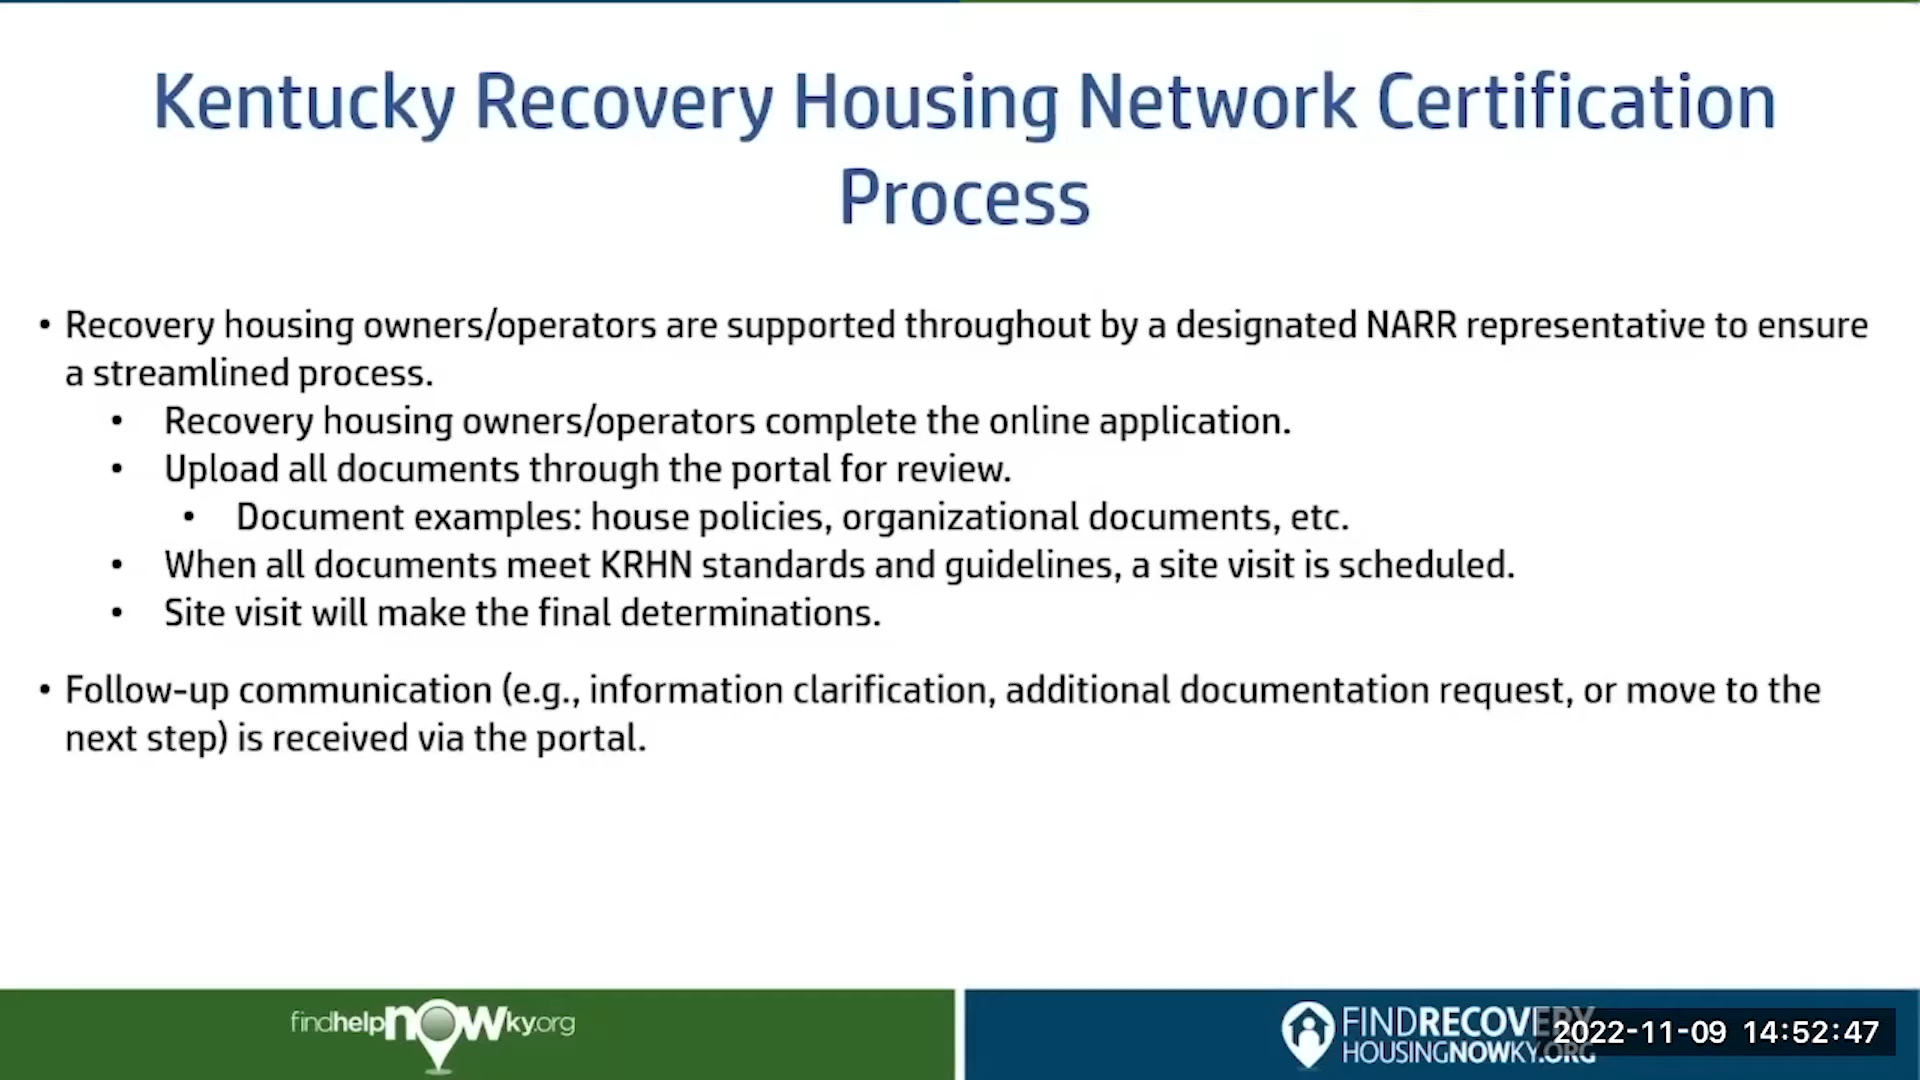 Kentucky Recovery Housing Network Certification
Process
• Recovery housing owners/operators are supported throughout by a designated NARR representative to ensure
a streamlined process.
• Recovery housing owners/operators complete the online application.
• Upload all documents through the portal for review.
• Document examples: house policies, organizational documents, etc.
• When all documents meet KRHN standards and guidelines, a site visit is scheduled.
• Site visit will make the final determinations.
• Follow-up communication (e.g., information clarification, additional documentation request, or move to the
next step) is received via the portal.
findhelpnowky.org
FINDRECOVERY
HOUSINGNOWKY.ORG
2022-11-09 14:52:47